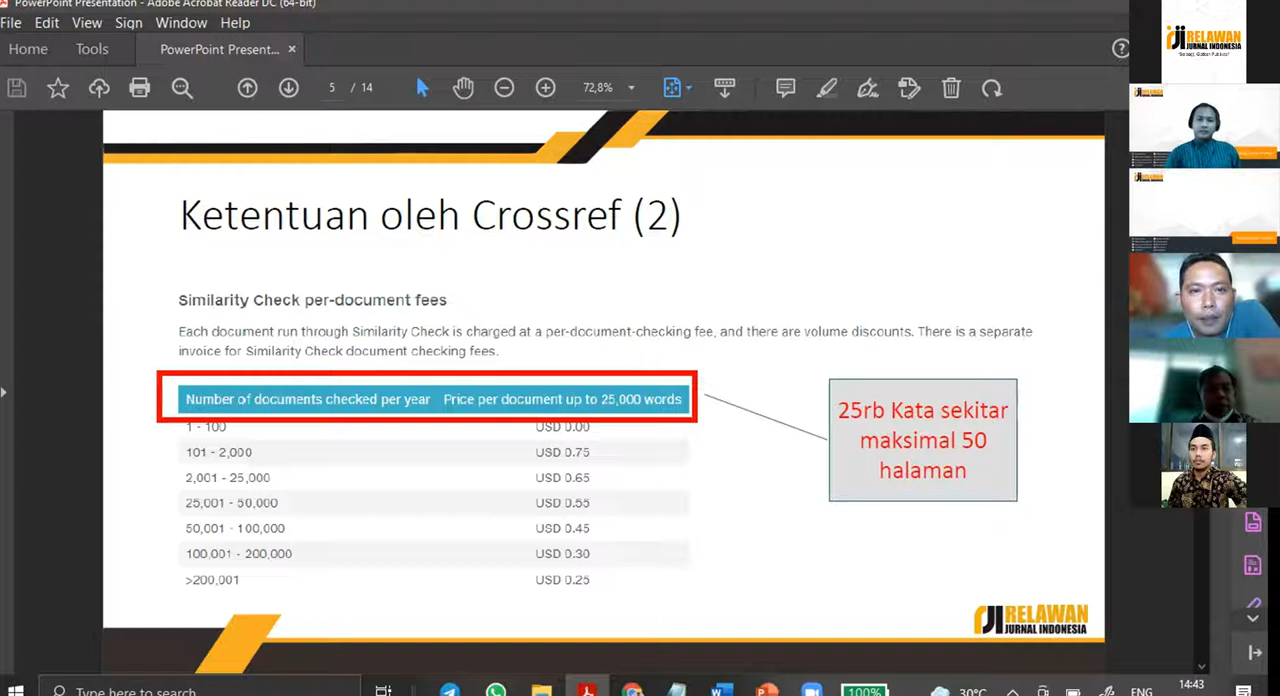 PowerPoint Presentation - Adobe Acrobat Reader DC (64-bit)
File Edit View Sign Window Help
Home Tools PowerPoint Present... ×
5 / 14 72,8%
Ketentuan oleh Crossref (2)
Similarity Check per-document fees
Each document run through Similarity Check is charged at a per-document-checking fee, and there are volume discounts. There is a separate
invoice for Similarity Check document checking fees.
Number of documents checked per year Price per document up to 25,000 words
1 - 100 USD 0.00
101 - 2,000 USD 0.75
2,001 - 25,000 USD 0.65
25,001 - 50,000 USD 0.55
50,001 - 100,000 USD 0.45
100,001 - 200,000 USD 0.30
>200,001 USD 0.25
25rb Kata sekitar
maksimal 50
halaman
RJI RELAWAN
JURNAL INDONESIA
RJI RELAWAN
JURNAL INDONESIA
Type here to search
100% 30°C ENG 14:43